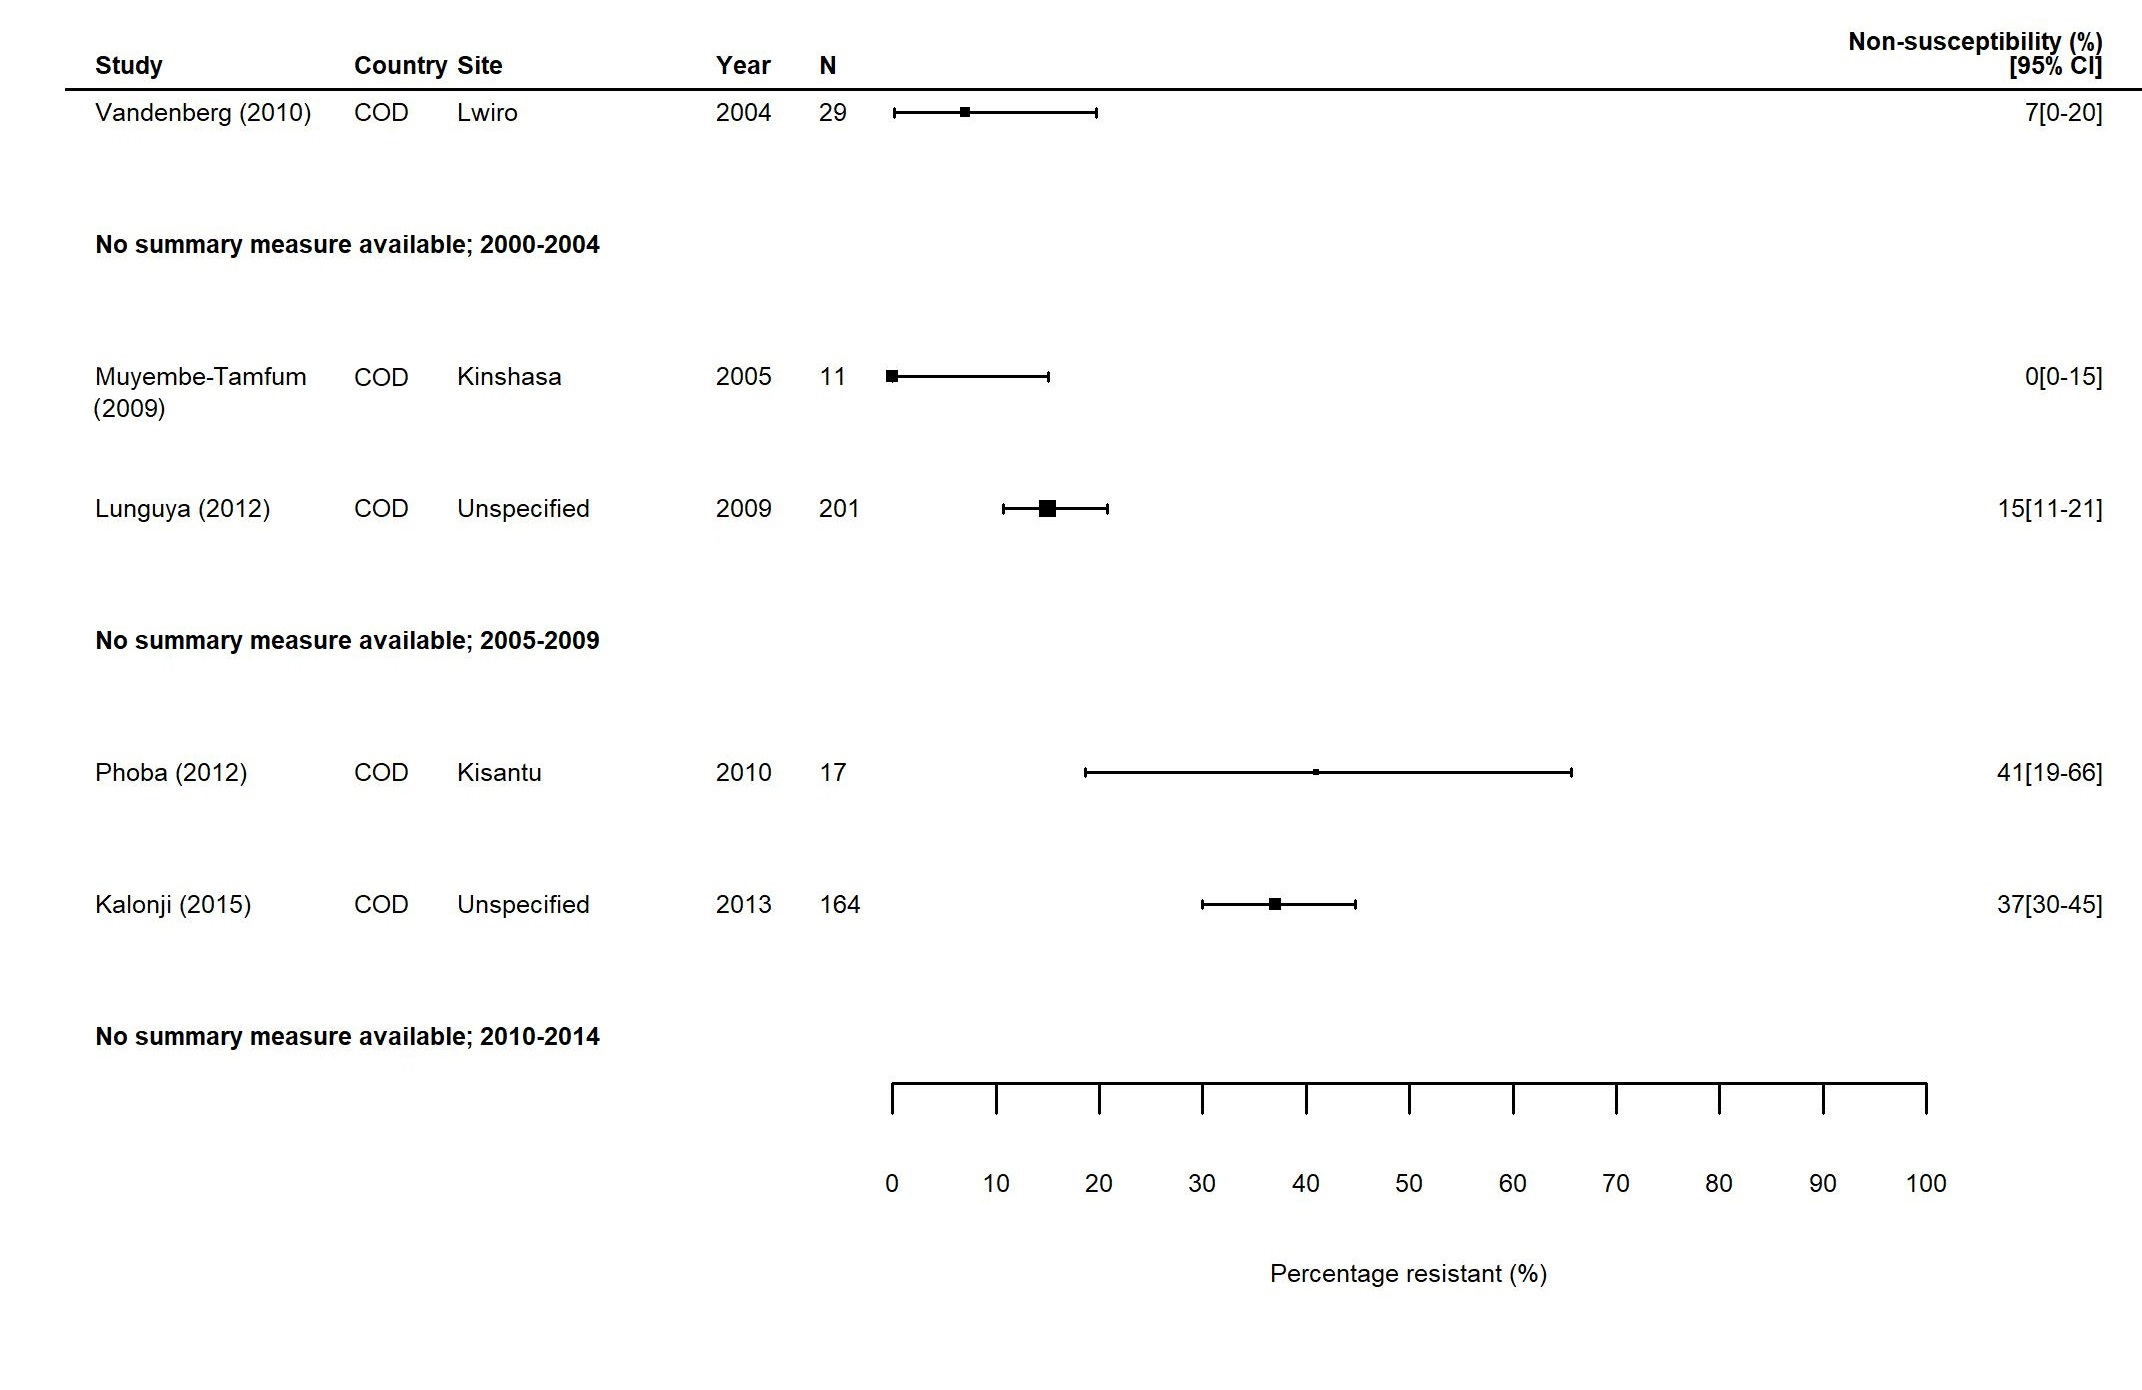 Non-susceptibility (%)
Study Country Site Year N [95% CI]
Vandenberg (2010) COD Lwiro 2004 29 7[0-20]
No summary measure available; 2000-2004
Muyembe-Tamfum COD Kinshasa 2005 11 0[0-15]
(2009)
Lunguya (2012) COD Unspecified 2009 201 15[11-21]
No summary measure available; 2005-2009
Phoba (2012) COD Kisantu 2010 17 41[19-66]
Kalonji (2015) COD Unspecified 2013 164 37[30-45]
No summary measure available; 2010-2014
0 10 20 30 40 50 60 70 80 90 100
Percentage resistant (%)